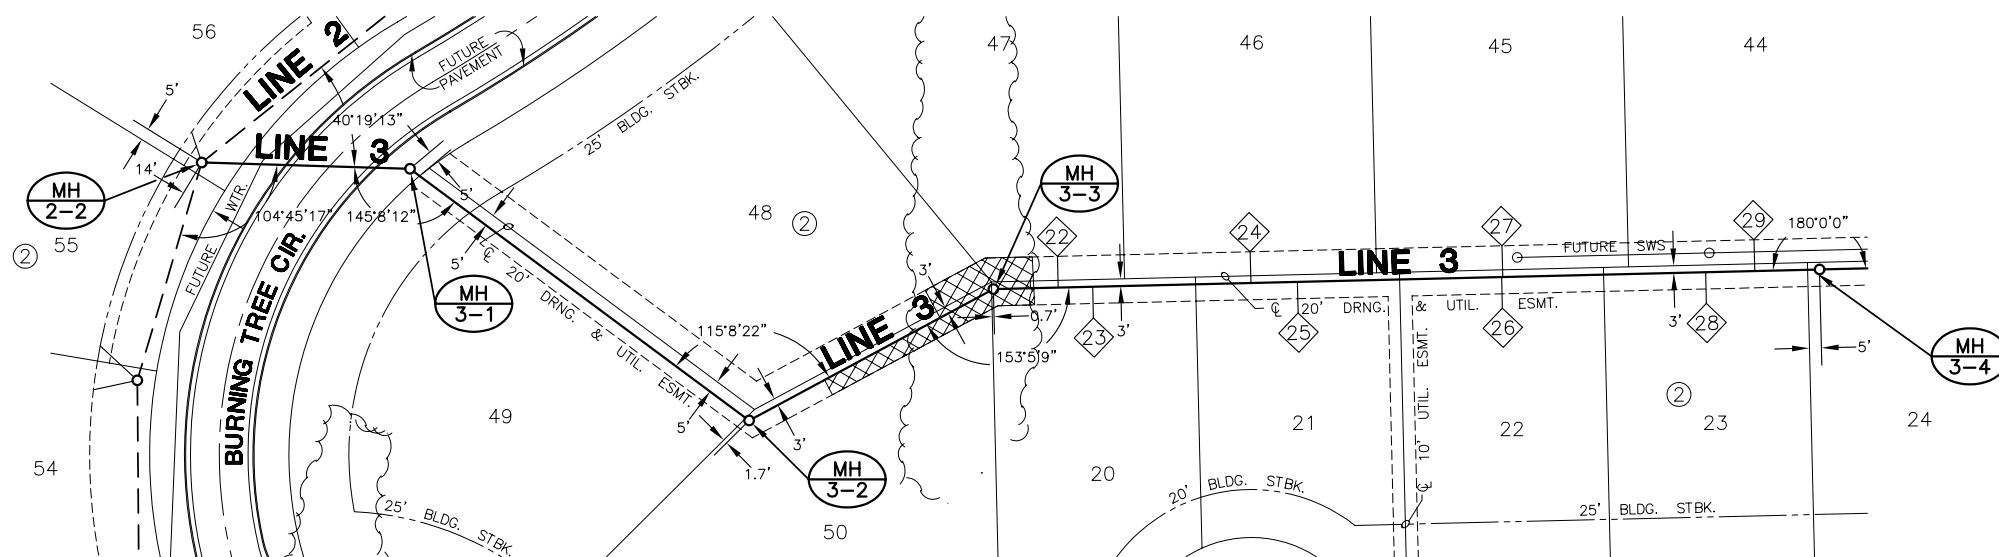 56
LINE 2
FUTURE
PAVEMENT
25' BLDG. STBK.
47
46
45
44
5'
40°19'13"
LINE 3
14'
MH
2-2
WTR.
FUTURE
104°45'17"
145°8'12"
5'
MH
3-3
48
2
22
24
27
29
180°0'0"
FUTURE SWS
LINE 3
55
2
BURNING TREE CIR.
5'
℄ 20' DRNG. & UTIL. ESMT.
3'
MH
3-1
0.7'
3'
23
℄ 20' DRNG. & UTIL. ESMT.
25
26
3'
28
5'
MH
3-4
115°8'22"
LINE 3
153°5'9"
49
5'
3'
1.7'
MH
3-2
50
54
25' BLDG. STBK.
20
21
22
2
23
24
℄ 10' UTIL. ESMT.
20' BLDG. STBK.
25' BLDG. STBK.